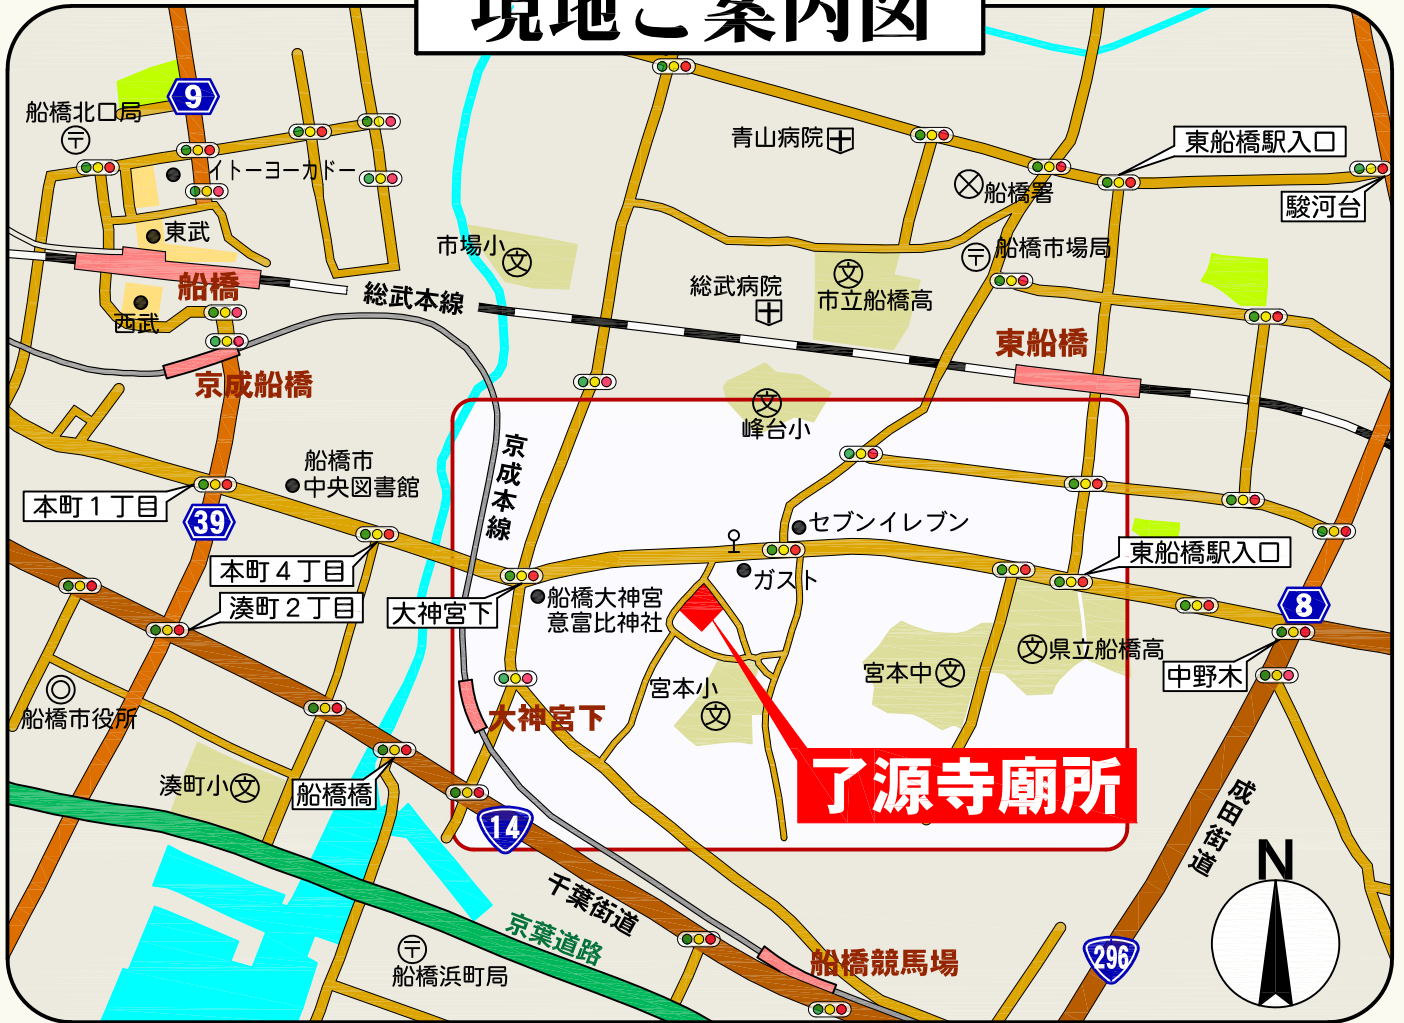 現地ご案内図
船橋北口局
9
イトーヨーカドー
東武
船橋
西武
京成船橋
総武本線
市場小
文
青山病院
船橋署
東船橋駅入口
駿河台
船橋市場局
総武病院
文
市立船橋高
東船橋
文
峰台小
船橋市
中央図書館
本町1丁目
39
本町4丁目
湊町2丁目
京成本線
大神宮下
船橋大神宮
意富比神社
セブンイレブン
ガスト
東船橋駅入口
8
中野木
文
県立船橋高
宮本中
文
宮本小
文
大神宮下
船橋市役所
湊町小
文
船橋橋
14
了源寺廟所
千葉街道
京葉道路
成田街道
N
296
船橋浜町局
船橋競馬場